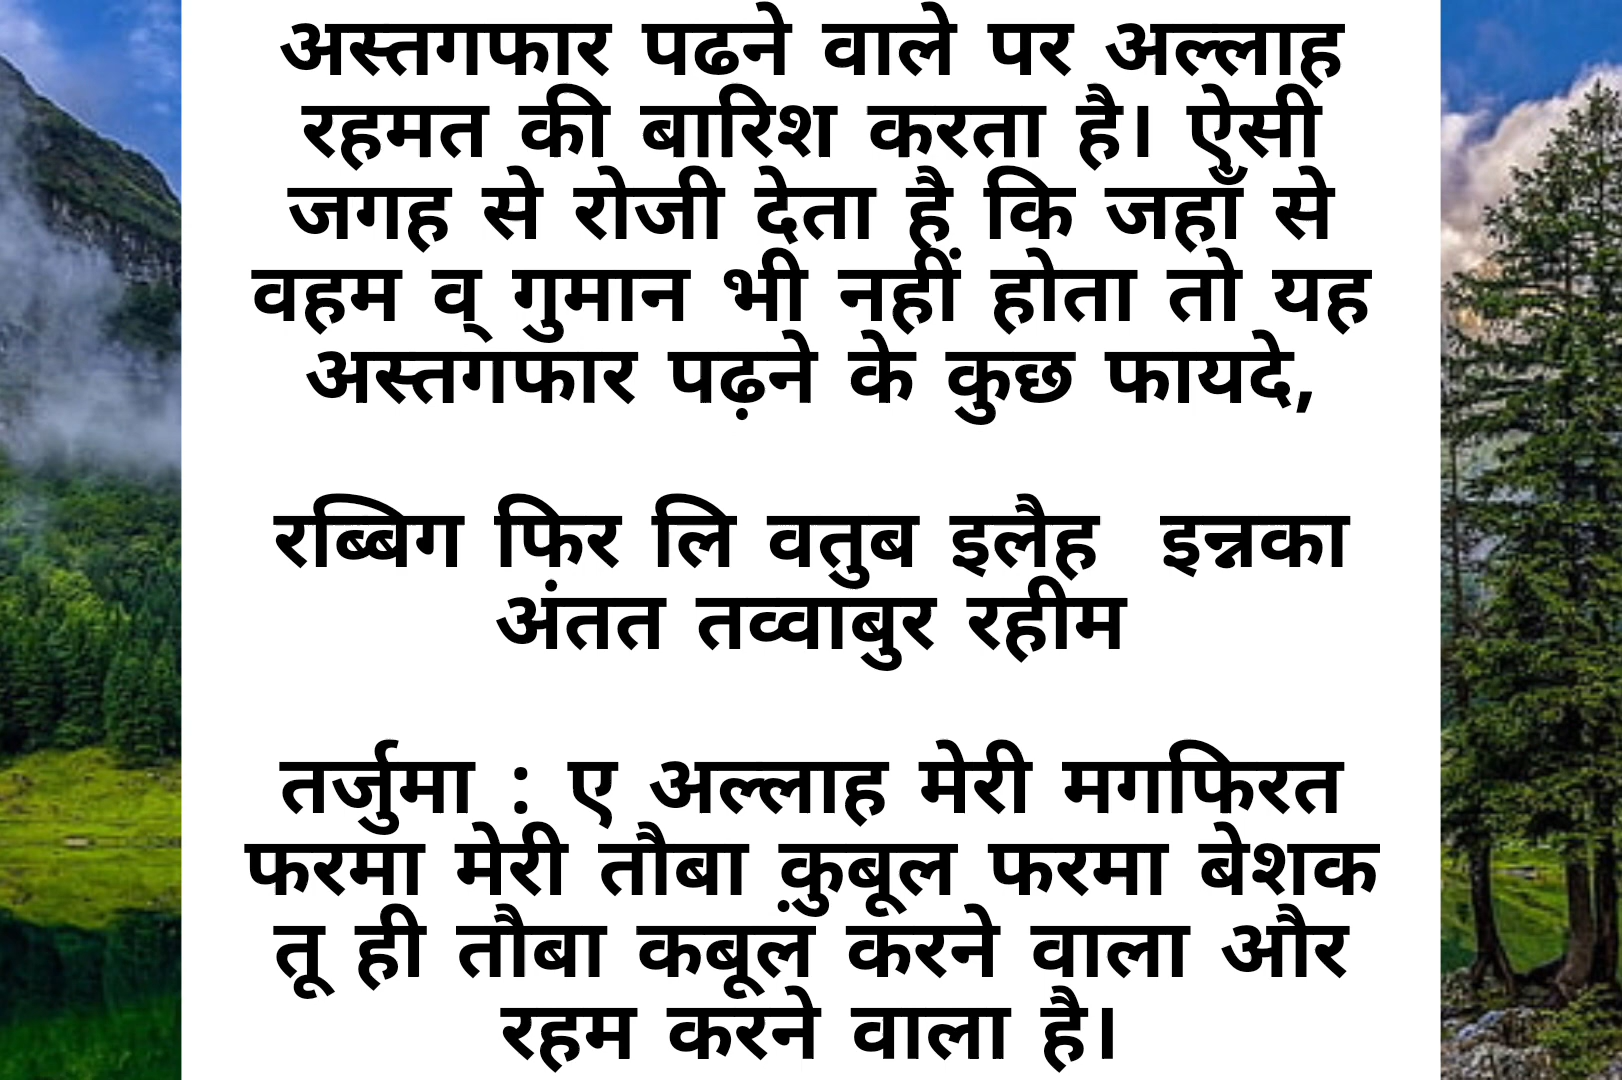 अस्तगफार पढने वाले पर अल्लाह
रहमत की बारिश करता है। ऐसी
जगह से रोजी देता है कि जहाँ से
वहम व् गुमान भी नहीं होता तो यह
अस्तगफार पढ़ने के कुछ फायदे,
रब्बिग फिर लि वतुब इलैह इन्नका
अंतत तव्वाबुर रहीम
तर्जुमा : ए अल्लाह मेरी मगफिरत
फरमा मेरी तौबा क़ुबूल फरमा बेशक
तू ही तौबा कबूलं करने वाला और
रहम करने वाला है।